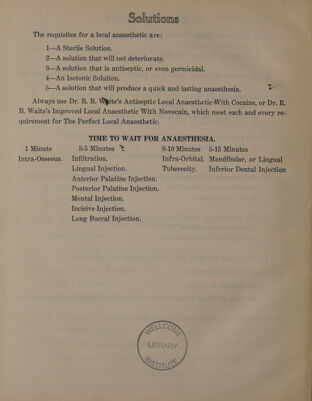 Solutions
The requisites for a local anaesthetic are:
1—A Sterile Solution.
2—A solution that will not deteriorate.
3—A solution that is antiseptic, or even germicidal.
4—An Isotonic Solution.
5—A solution that will produce a quick and lasting anaesthesia.
Always use Dr. R. B. Waite's Antiseptic Local Anaesthetic With Cocaine, or Dr. R.
B. Waite's Improved Local Anaesthetic With Novocain, which meet each and every re-
quirement for The Perfect Local Anaesthetic.
TIME TO WAIT FOR ANAESTHESIA.
1 Minute 3-5 Minutes 8-10 Minutes 5-15 Minutes
Intra-Osseous. Infiltration. Infra-Orbital. Mandibular, or Lingual
Lingual Injection. Tuberosity. Inferior Dental Injection
Anterior Palatine Injection.
Posterior Palatine Injection.
Mental Injection.
Incisive Injection.
Long Buccal Injection.
WELLCOME
LIBRARY
INSTITUTE